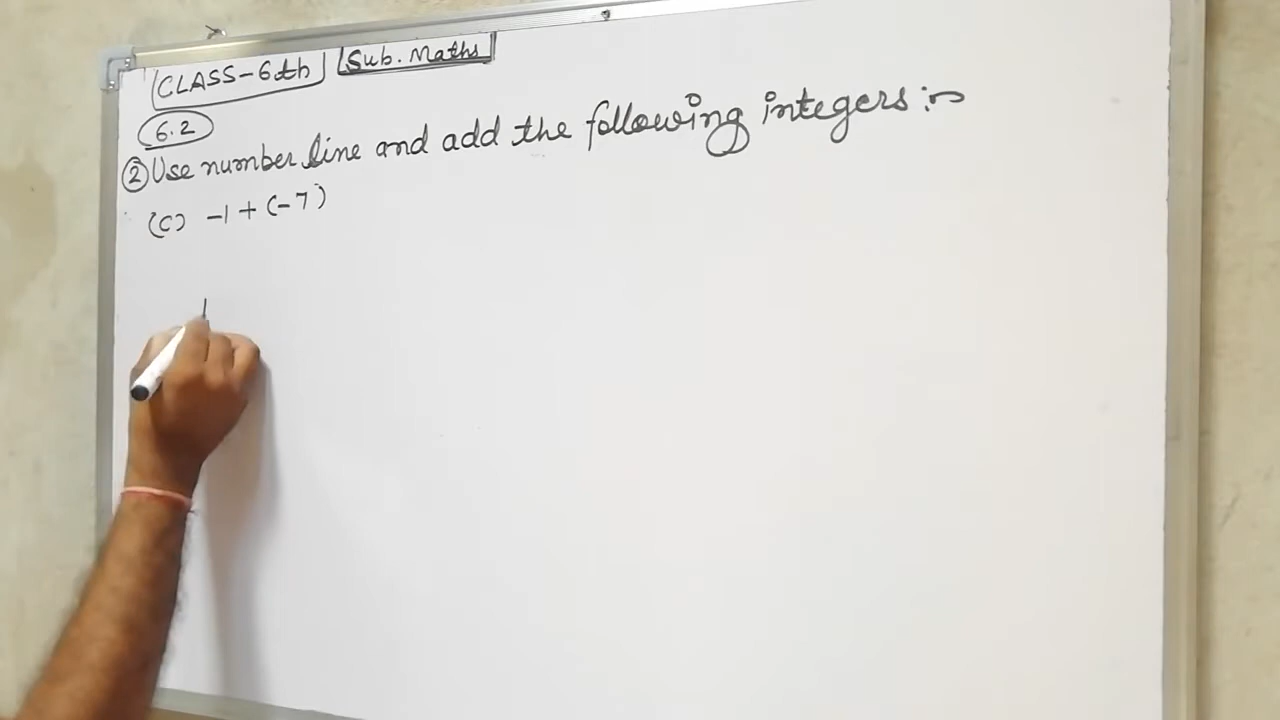 CLASS-6th Sub. Maths
6.2
② Use number line and add the following integers :-
(c) -1 + (-7)